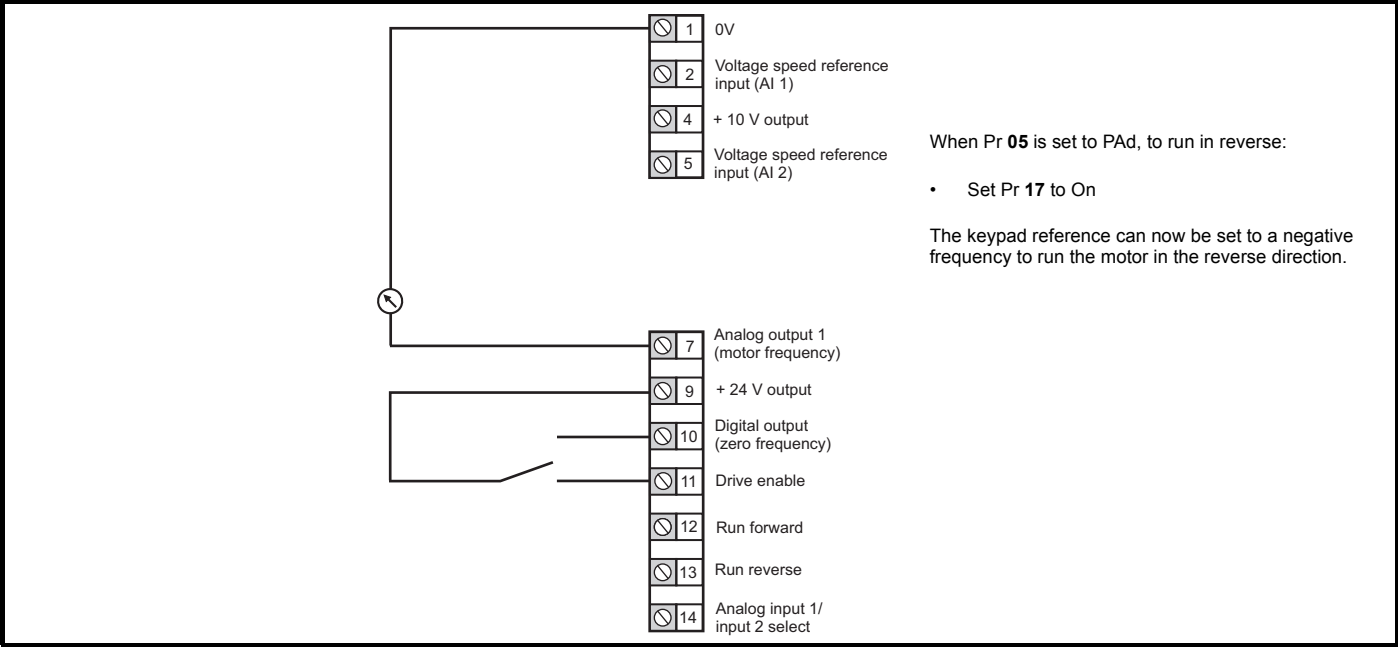 1 0V
2 Voltage speed reference
input (AI 1)
4 + 10 V output
5 Voltage speed reference
input (AI 2)
When Pr 05 is set to PAd, to run in reverse:
• Set Pr 17 to On
The keypad reference can now be set to a negative
frequency to run the motor in the reverse direction.
7 Analog output 1
(motor frequency)
9 + 24 V output
10 Digital output
(zero frequency)
11 Drive enable
12 Run forward
13 Run reverse
14 Analog input 1/
input 2 select